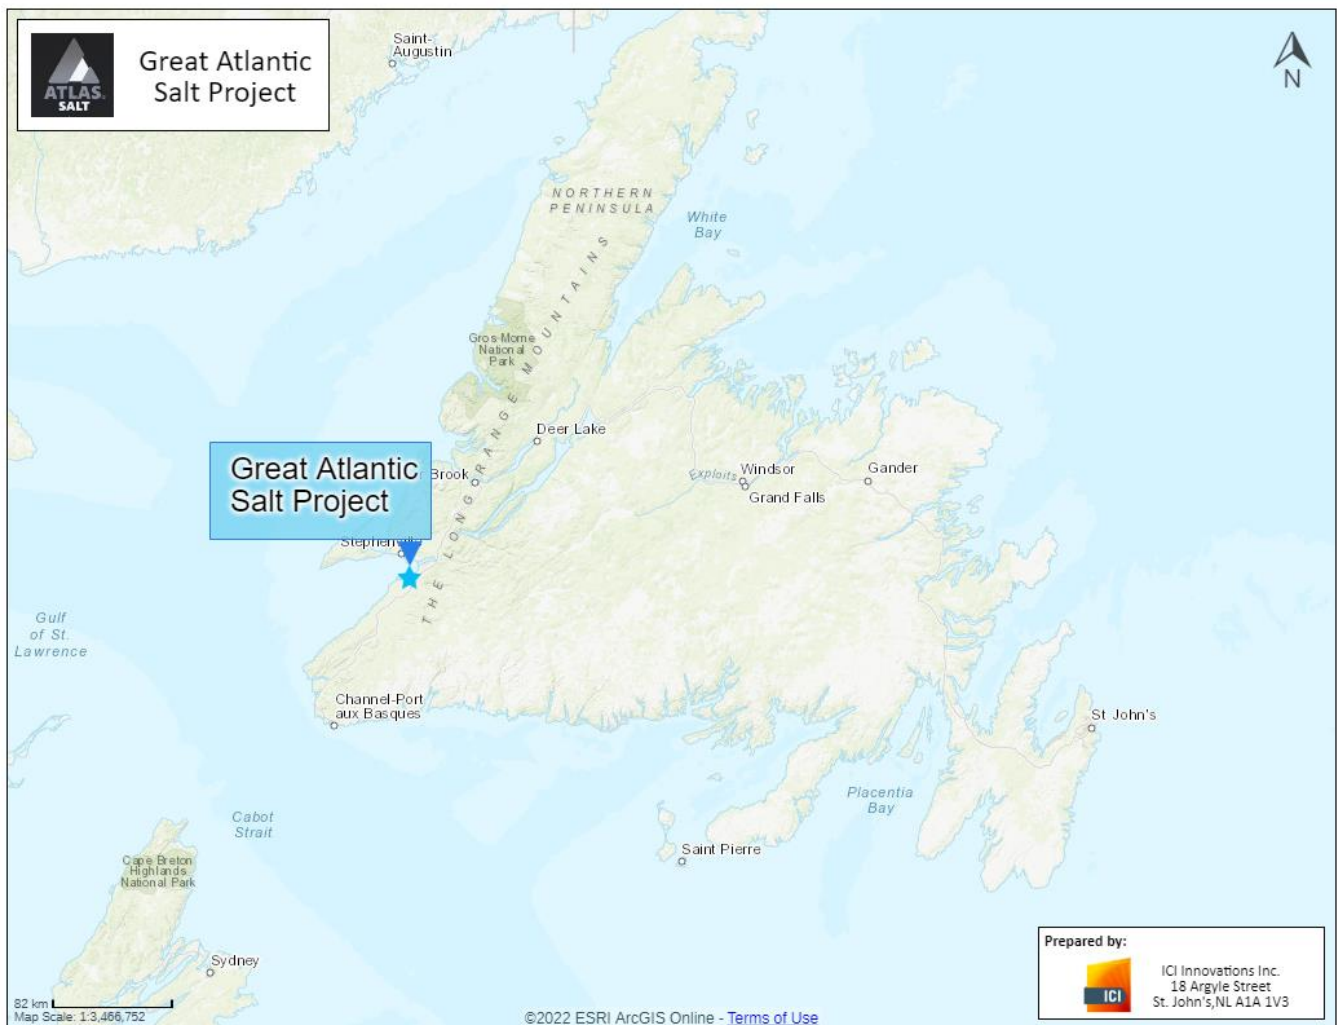 Saint-
Augustin
ATLAS
SALT
Great Atlantic
Salt Project
N
NORTHERN
PENINSULA
White
Bay
Gros Morne
National
Park
THE LONG RANGE MOUNTAINS
Deer Lake
Great Atlantic
Salt Project
Brook
Exploits
Windsor
Grand Falls
Gander
Stephenville
Gulf
of St.
Lawrence
Channel-Port
aux Basques
St John's
Placentia
Bay
Cabot
Strait
Saint Pierre
Cape Breton
Highlands
National Park
Sydney
82 km
Map Scale: 1:3,466,752
©2022 ESRI ArcGIS Online - Terms of Use
Prepared by:
ICI
ICI Innovations Inc.
18 Argyle Street
St. John's,NL A1A 1V3